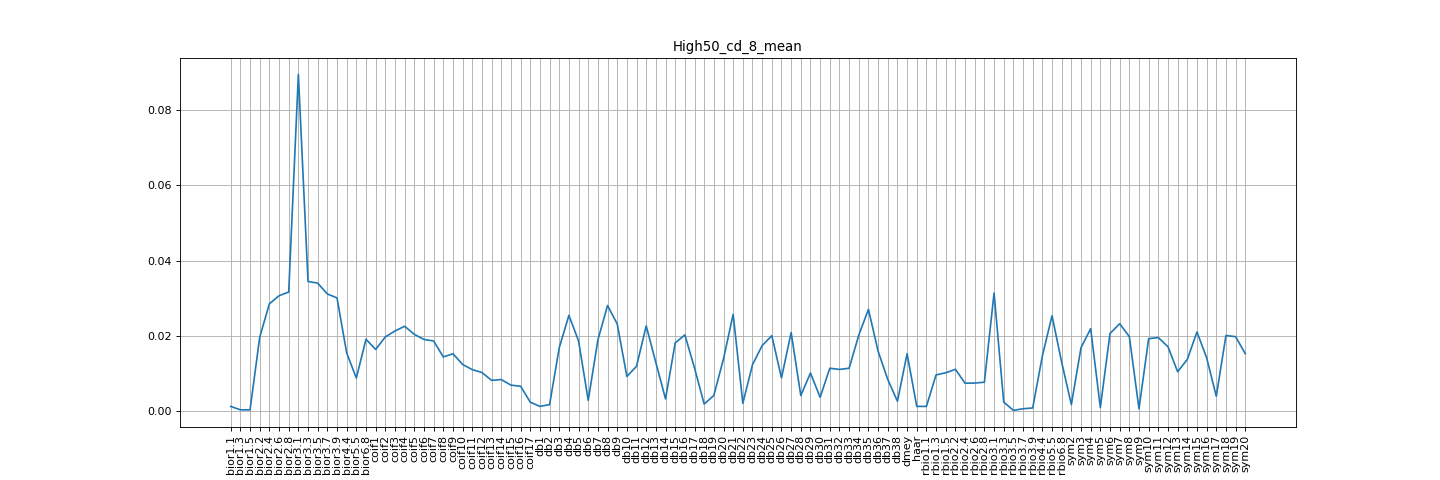 High50_cd_8_mean
0.08
0.06
0.04
0.02
0.00
bior1.1
bior1.3
bior1.5
bior2.2
bior2.4
bior2.6
bior2.8
bior3.1
bior3.3
bior3.5
bior3.7
bior3.9
bior4.4
bior5.5
bior6.8
coif1
coif2
coif3
coif4
coif5
coif6
coif7
coif8
coif9
coif10
coif11
coif12
coif13
coif14
coif15
coif16
coif17
db1
db2
db3
db4
db5
db6
db7
db8
db9
db10
db11
db12
db13
db14
db15
db16
db17
db18
db19
db20
db21
db22
db23
db24
db25
db26
db27
db28
db29
db30
db31
db32
db33
db34
db35
db36
db37
db38
dmey
haar
rbio1.1
rbio1.3
rbio1.5
rbio2.2
rbio2.4
rbio2.6
rbio2.8
rbio3.1
rbio3.3
rbio3.5
rbio3.7
rbio3.9
rbio4.4
rbio5.5
rbio6.8
sym2
sym3
sym4
sym5
sym6
sym7
sym8
sym9
sym10
sym11
sym12
sym13
sym14
sym15
sym16
sym17
sym18
sym19
sym20